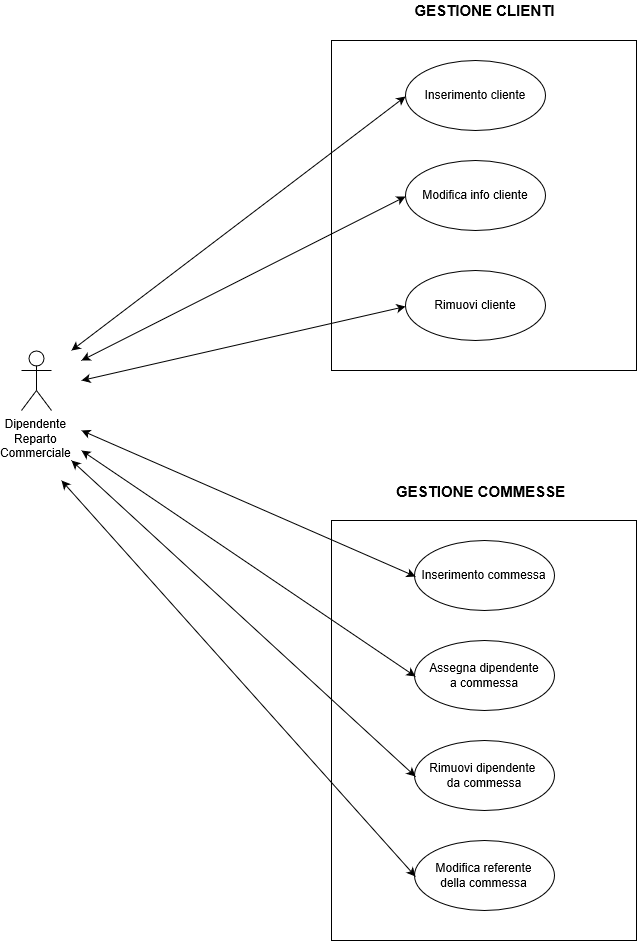 GESTIONE CLIENTI
Inserimento cliente
Modifica info cliente
Rimuovi cliente
Dipendente
Reparto
Commerciale
GESTIONE COMMESSE
Inserimento commessa
Assegna dipendente
a commessa
Rimuovi dipendente
da commessa
Modifica referente
della commessa